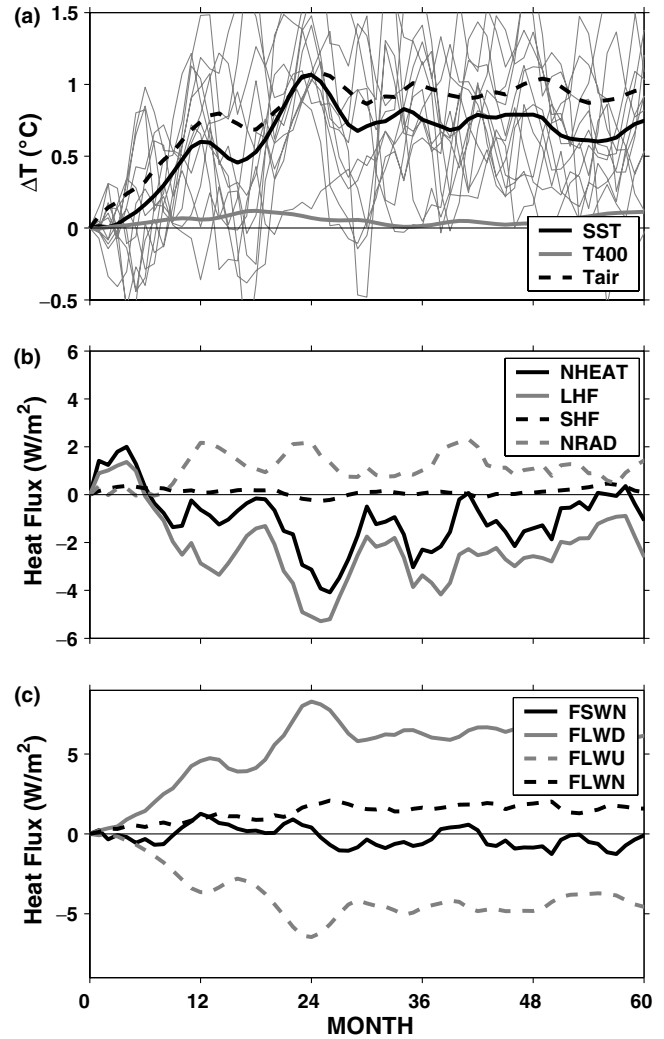 (a)
1.5
1
0.5
0
−0.5
ΔT (°C)
SST
T400
Tair
(b)
6
4
2
0
−2
−4
−6
Heat Flux (W/m²)
NHEAT
LHF
SHF
NRAD
(c)
5
0
−5
Heat Flux (W/m²)
FSWN
FLWD
FLWU
FLWN
0 12 24 36 48 60
MONTH